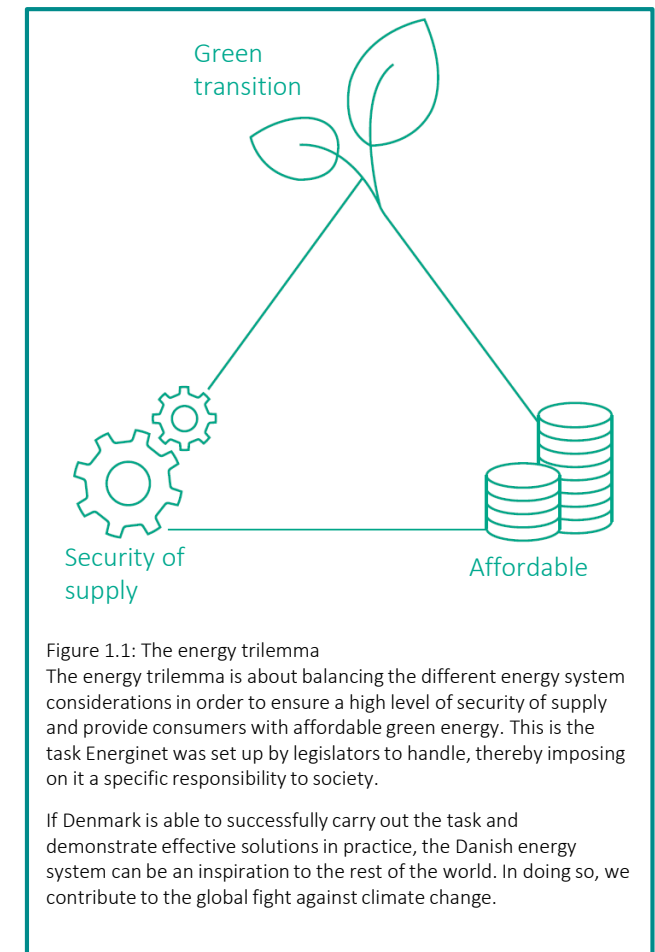 Green
transition
Security of
supply
Affordable
Figure 1.1: The energy trilemma
The energy trilemma is about balancing the different energy system
considerations in order to ensure a high level of security of supply
and provide consumers with affordable green energy. This is the
task Energinet was set up by legislators to handle, thereby imposing
on it a specific responsibility to society.
If Denmark is able to successfully carry out the task and
demonstrate effective solutions in practice, the Danish energy
system can be an inspiration to the rest of the world. In doing so, we
contribute to the global fight against climate change.